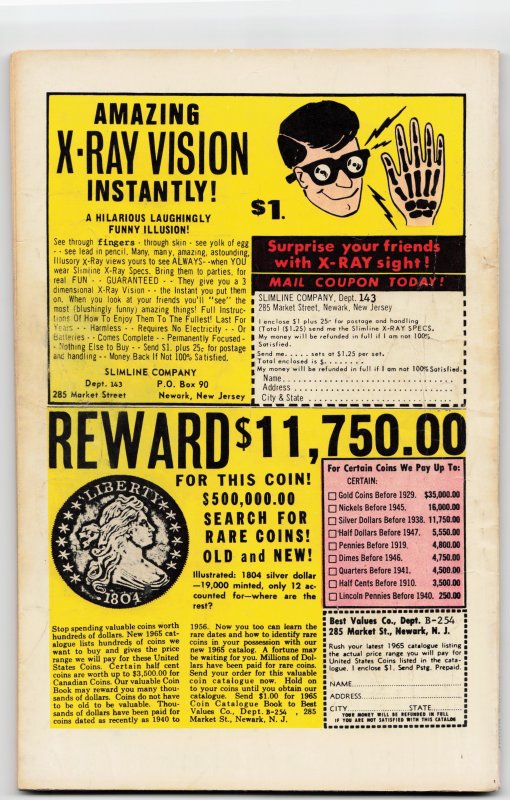 AMAZING
X-RAY VISION
INSTANTLY!
A HILARIOUS LAUGHINGLY
FUNNY ILLUSION!
See through fingers - through skin - see yolk of egg
- - see lead in pencil. Many, many, amazing, astounding,
Illusory X-Ray views yours to see ALWAYS- -when YOU
wear Slimline X-Ray Specs. Bring them to parties, for
real FUN - - GUARANTEED - - They give you a 3
dimensional X-Ray Vision - - the Instant you put them
on. When you look at your friends you'll "see" the
most (blushingly funny) amazing things! Full Instruc-
tions Of How To Enjoy Them To The Fullest! Last For
Years - - Harmless - - Requires No Electricity - - Or
Batteries - - Comes Complete - - Permanently Focused -
- Nothing Else to Buy - - Send $1. plus 25¢ for postage
and handling - - Money Back If Not 100% Satisfied.
SLIMLINE COMPANY
Dept. 143 P.O. Box 90
285 Market Street Newark, New Jersey
$1.
Surprise your friends
with X-RAY sight!
MAIL COUPON TODAY!
SLIMLINE COMPANY, Dept. 143
285 Market Street, Newark, New Jersey
I enclose $1 plus 25¢ for postage and handling
(Total ($1.25) send me the Slimline X-RAY SPECS.
My money will be refunded in full if I am not 100%
Satisfied.
Send me..... sets at $1.25 per set.
Total enclosed is $........
My money will be refunded in full if I am not 100% Satisfied.
Name
Address
City & State
REWARD $11,750.00
FOR THIS COIN!
$500,000.00
SEARCH FOR
RARE COINS!
OLD and NEW!
LIBERTY
1804
Illustrated: 1804 silver dollar
—19,000 minted, only 12 ac-
counted for—where are the
rest?
Stop spending valuable coins worth
hundreds of dollars. New 1965 cat-
alogue lists hundreds of coins we
want to buy and gives the price
range we will pay for these United
States Coins. Certain half cent
coins are worth up to $3,500.00 for
Canadian Coins. Our valuable Coin
Book may reward you many thou-
sands of dollars. Coins do not have
to be old to be valuable. Thou-
sands of dollars have been paid for
coins dated as recently as 1940 to
1956. Now you too can learn the
rare dates and how to identify rare
coins in your possession with our
new 1965 catalog. A fortune may
be waiting for you. Millions of Dol-
lars have been paid for rare coins.
Send your order for this valuable
coin catalogue now. Hold on
to your coins until you obtain our
catalogue. Send $1.00 for 1965
Coin Catalogue Book to Best
Values Co., Dept. B-254 , 285
Market St., Newark, N. J.
For Certain Coins We Pay Up To:
CERTAIN:
Gold Coins Before 1929. $35,000.00
Nickels Before 1945. 16,000.00
Silver Dollars Before 1938. 11,750.00
Half Dollars Before 1947. 5,550.00
Pennies Before 1919. 4,800.00
Dimes Before 1946. 4,750.00
Quarters Before 1941. 4,500.00
Half Cents Before 1910. 3,500.00
Lincoln Pennies Before 1940. 250.00
Best Values Co., Dept. B-254
285 Market St., Newark, N. J.
Rush your latest 1965 catalogue listing
the actual price range you will pay for
United States Coins listed in the cata-
logue. I enclose $1. Send Pstg. Prepaid.
NAME
ADDRESS
CITY STATE
YOUR MONEY WILL BE REFUNDED IN FULL
IF YOU ARE NOT SATISFIED WITH THIS CATALOG